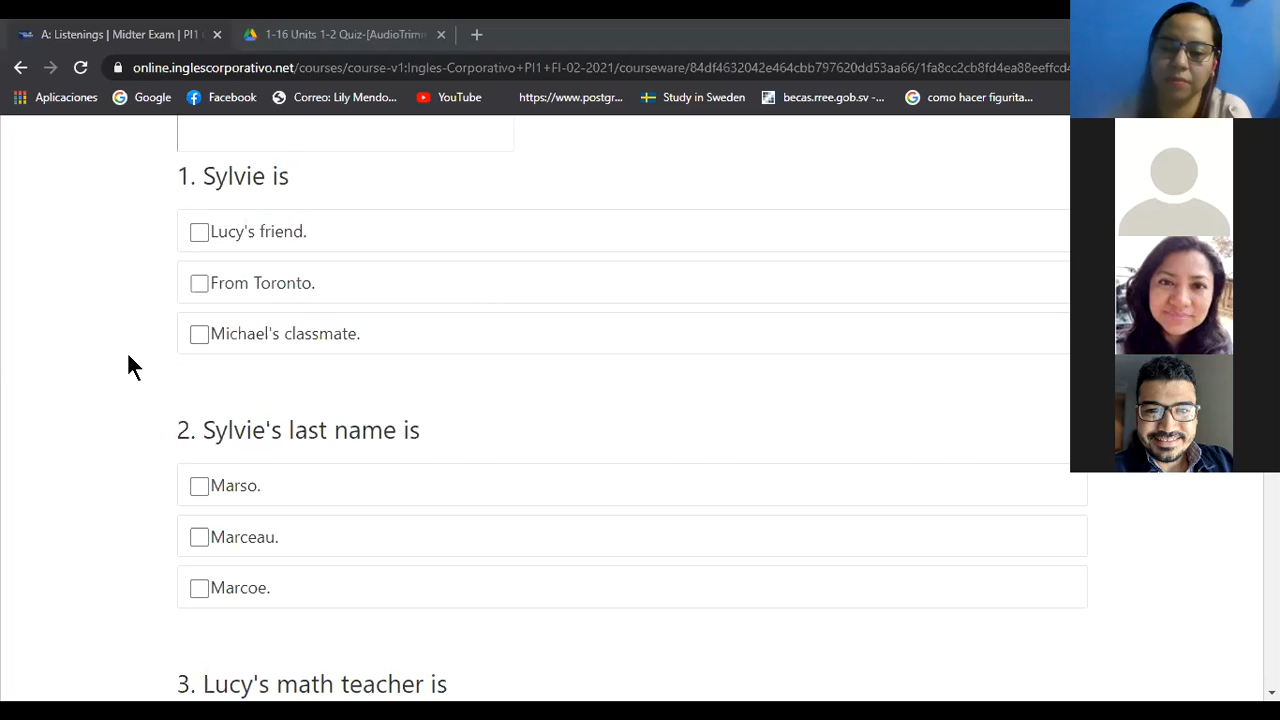 A: Listenings | Midter Exam | PI1
1-16 Units 1-2 Quiz-[AudioTrimm
online.inglescorporativo.net/courses/course-v1:Ingles-Corporativo+PI1+FI-02-2021/courseware/84df4632042e464cbb797620dd53aa66/1fa8cc2cb8fd4ea88eeffcd4
Aplicaciones
Google
Facebook
Correo: Lily Mendo...
YouTube
https://www.postgr...
Study in Sweden
becas.rree.gob.sv -...
como hacer figurita...
1. Sylvie is
Lucy's friend.
From Toronto.
Michael's classmate.
2. Sylvie's last name is
Marso.
Marceau.
Marcoe.
3. Lucy's math teacher is